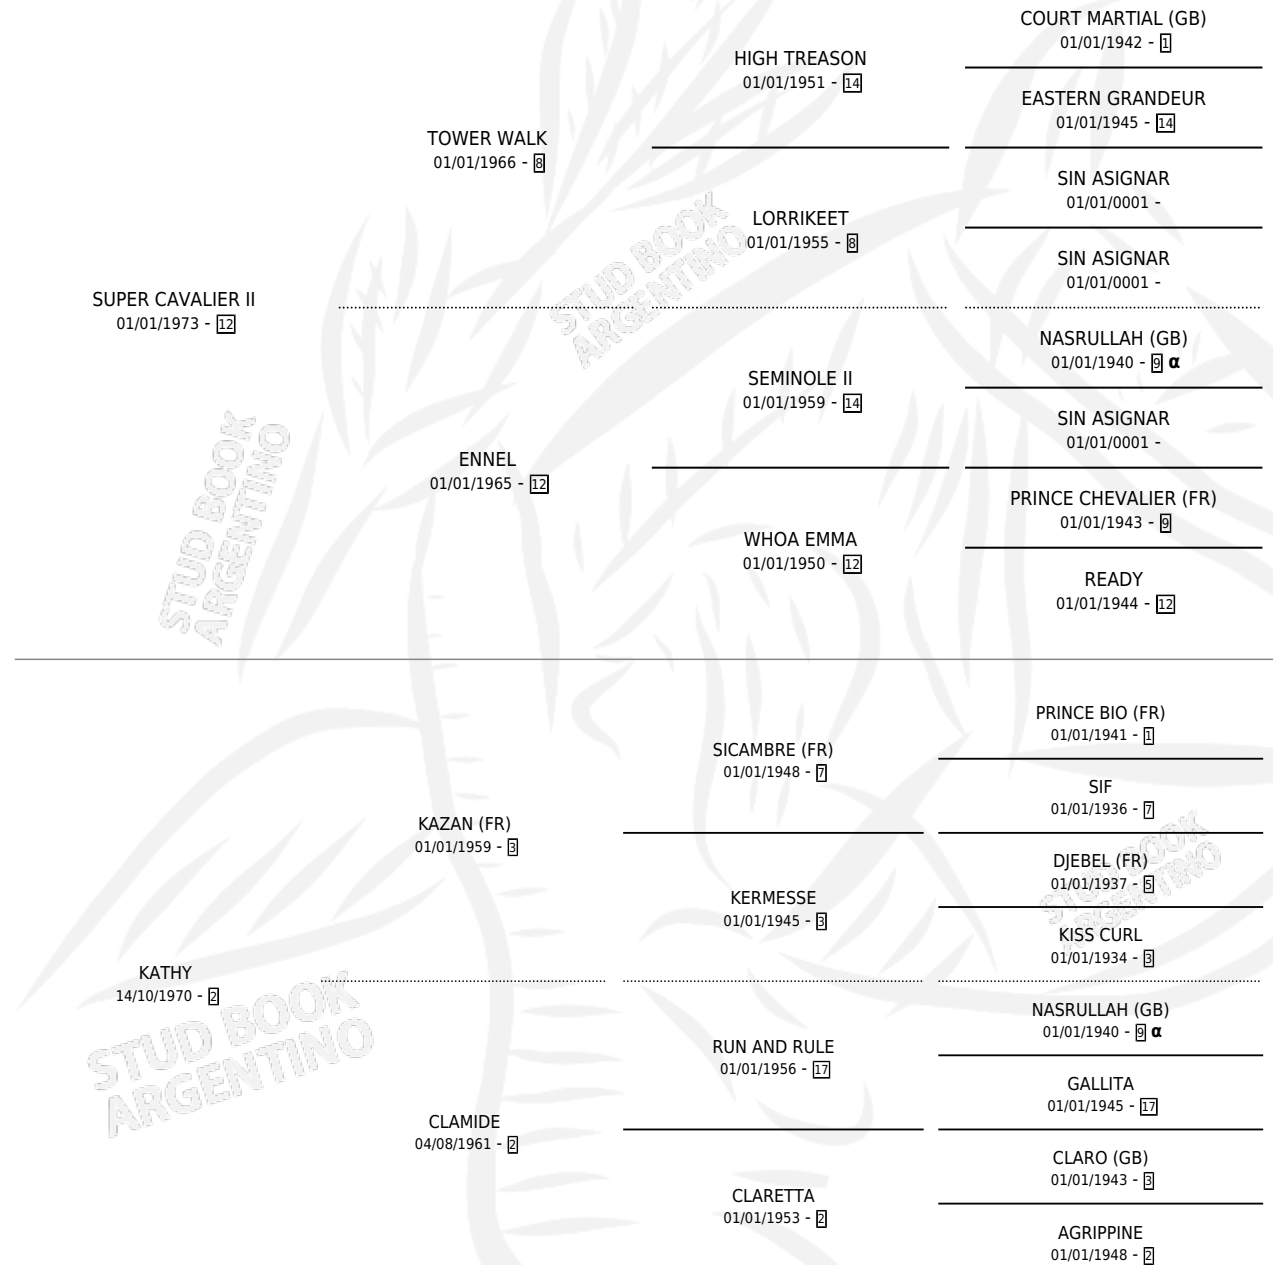 COURT MARTIAL (GB)
01/01/1942 - 1
HIGH TREASON
01/01/1951 - 14
EASTERN GRANDEUR
01/01/1945 - 14
TOWER WALK
01/01/1966 - 8
SIN ASIGNAR
01/01/0001 -
LORRIKEET
01/01/1955 - 8
SIN ASIGNAR
01/01/0001 -
SUPER CAVALIER II
01/01/1973 - 12
NASRULLAH (GB)
01/01/1940 - 9 α
SEMINOLE II
01/01/1959 - 14
SIN ASIGNAR
01/01/0001 -
ENNEL
01/01/1965 - 12
PRINCE CHEVALIER (FR)
01/01/1943 - 9
WHOA EMMA
01/01/1950 - 12
READY
01/01/1944 - 12
PRINCE BIO (FR)
01/01/1941 - 1
SICAMBRE (FR)
01/01/1948 - 7
SIF
01/01/1936 - 7
KAZAN (FR)
01/01/1959 - 3
DJEBEL (FR)
01/01/1937 - 5
KERMESSE
01/01/1945 - 3
KISS CURL
01/01/1934 - 3
KATHY
14/10/1970 - 2
NASRULLAH (GB)
01/01/1940 - 9 α
RUN AND RULE
01/01/1956 - 17
GALLITA
01/01/1945 - 17
CLAMIDE
04/08/1961 - 2
CLARO (GB)
01/01/1943 - 3
CLARETTA
01/01/1953 - 2
AGRIPPINE
01/01/1948 - 2
STUD BOOK
ARGENTINO
STUD BOOK
ARGENTINO
STUD BOOK
ARGENTINO
STUD BOOK
ARGENTINO